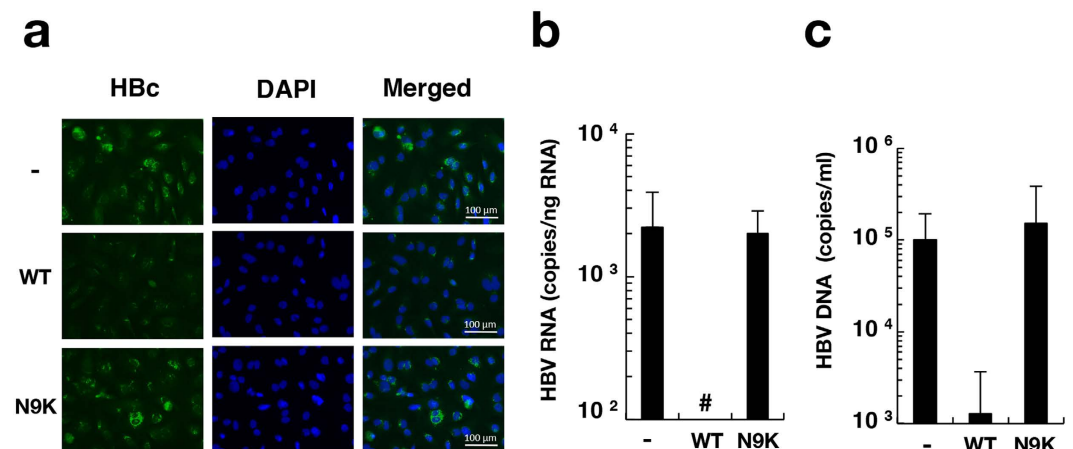 a
HBc DAPI Merged
-
100 μm
WT
100 μm
N9K
100 μm
b
HBV RNA (copies/ng RNA)
10 4
10 3
10 2
#
- WT N9K
c
HBV DNA (copies/ml)
10 6
10 5
10 4
10 3
- WT N9K